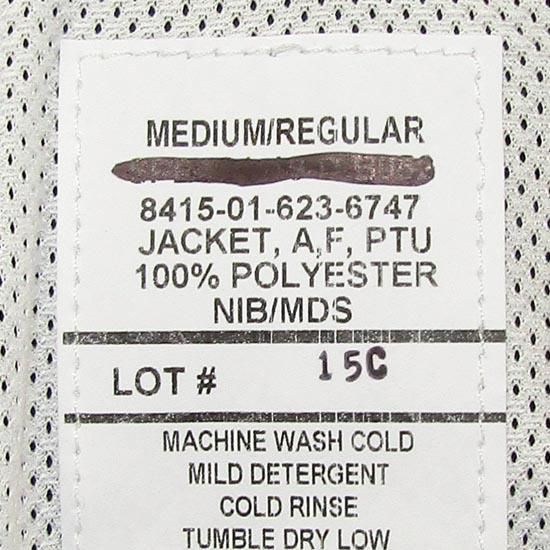 MEDIUM/REGULAR
8415-01-623-6747
JACKET, A,F, PTU
100% POLYESTER
NIB/MDS
LOT # 15C
MACHINE WASH COLD
MILD DETERGENT
COLD RINSE
TUMBLE DRY LOW